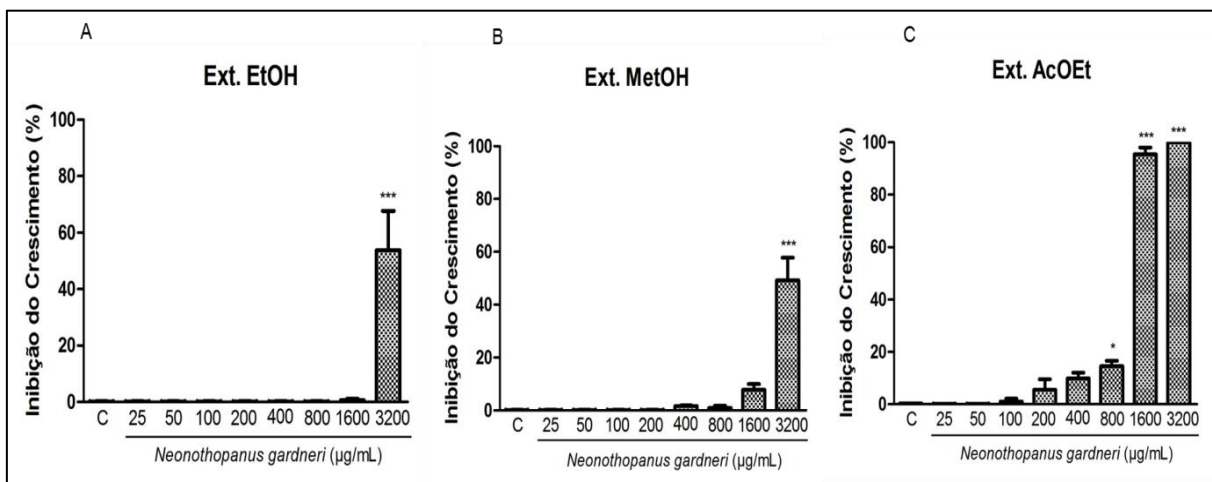 A
Ext. EtOH
Inibição do Crescimento (%)
100
80
60
40
20
0
***
C 25 50 100 200 400 800 1600 3200
Neonothopanus gardneri (µg/mL)
B
Ext. MetOH
Inibição do Crescimento (%)
100
80
60
40
20
0
***
C 25 50 100 200 400 800 1600 3200
Neonothopanus gardneri (µg/mL)
C
Ext. AcOEt
Inibição do Crescimento (%)
100
80
60
40
20
0
*
***
***
C 25 50 100 200 400 800 1600 3200
Neonothopanus gardneri (µg/mL)